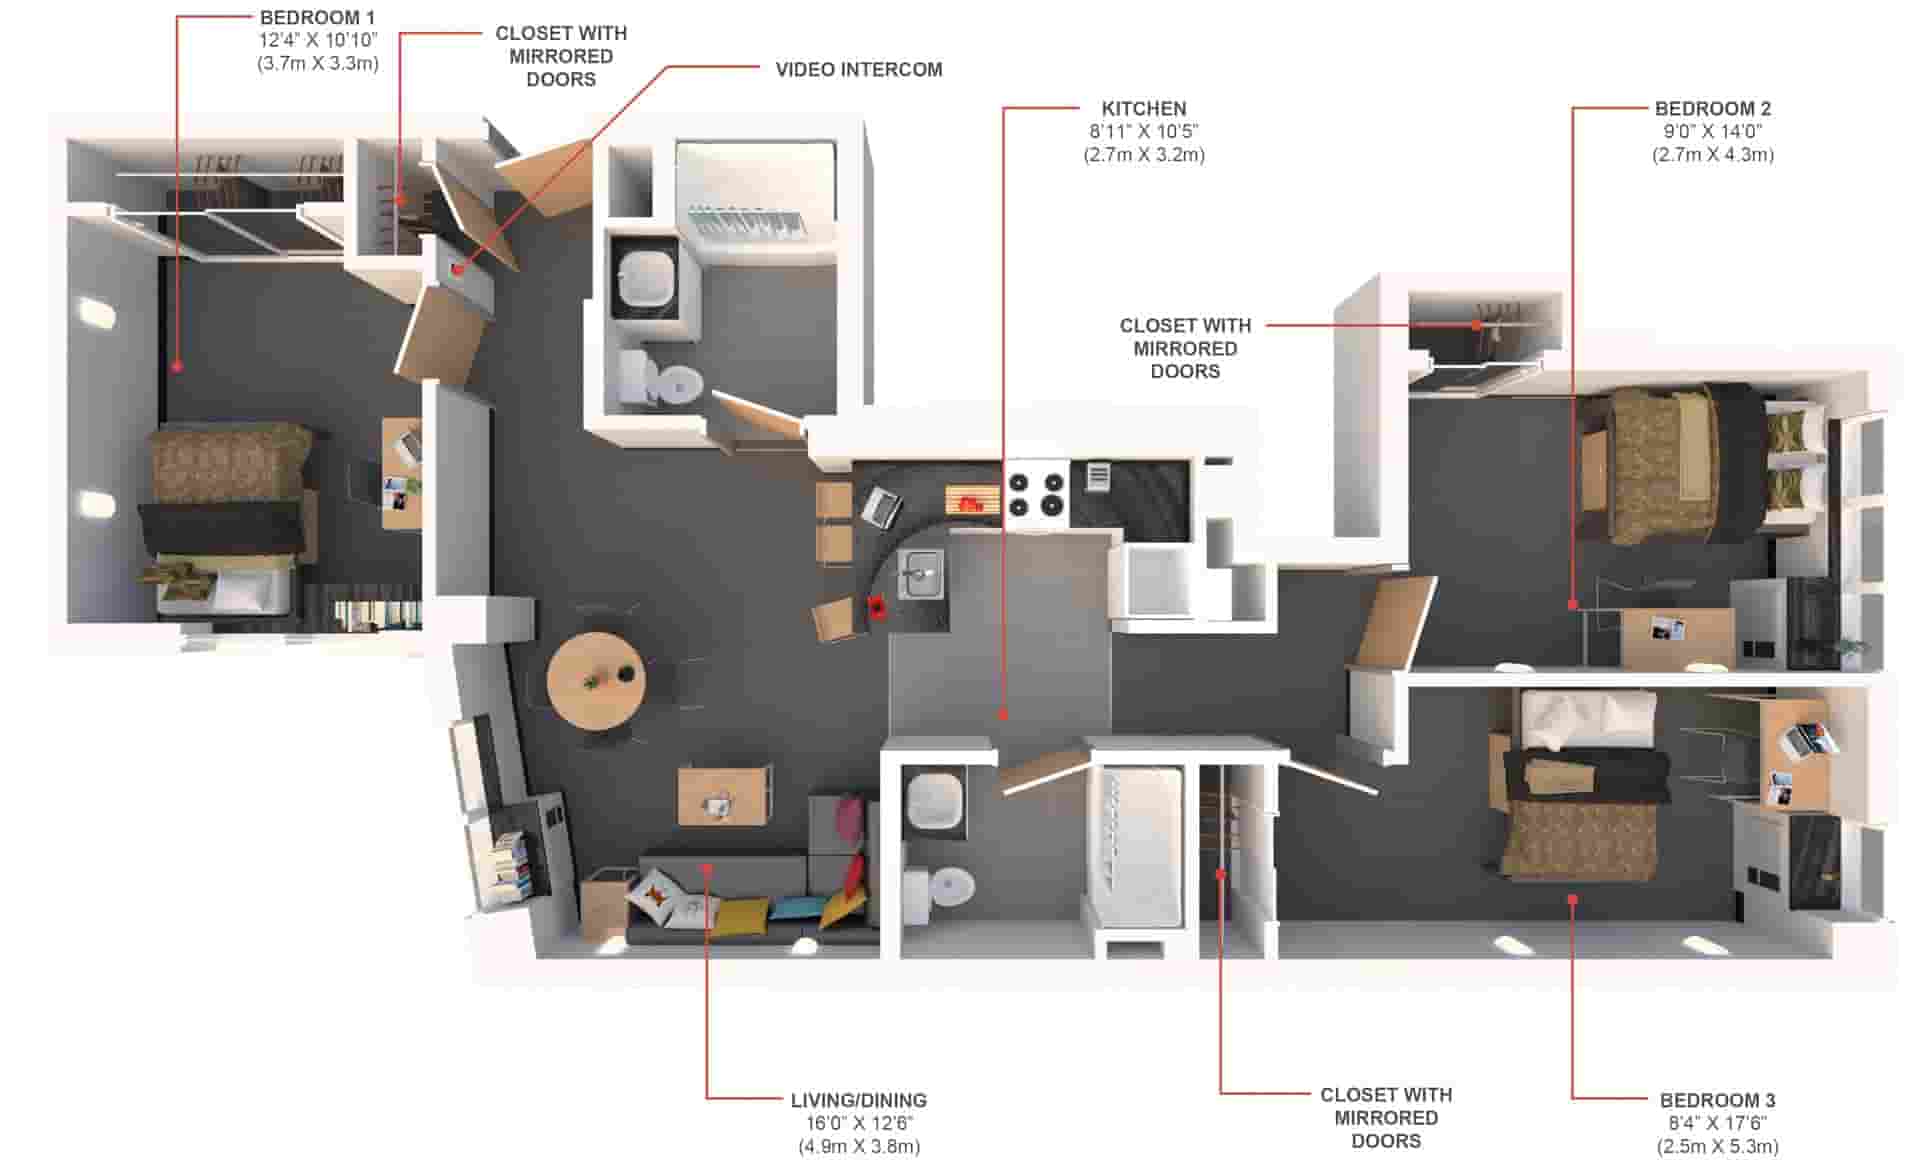 BEDROOM 1
12'4" X 10'10"
(3.7m X 3.3m)
CLOSET WITH
MIRRORED
DOORS
VIDEO INTERCOM
KITCHEN
8'11" X 10'5"
(2.7m X 3.2m)
BEDROOM 2
9'0" X 14'0"
(2.7m X 4.3m)
CLOSET WITH
MIRRORED
DOORS
LIVING/DINING
16'0" X 12'6"
(4.9m X 3.8m)
CLOSET WITH
MIRRORED
DOORS
BEDROOM 3
8'4" X 17'6"
(2.5m X 5.3m)